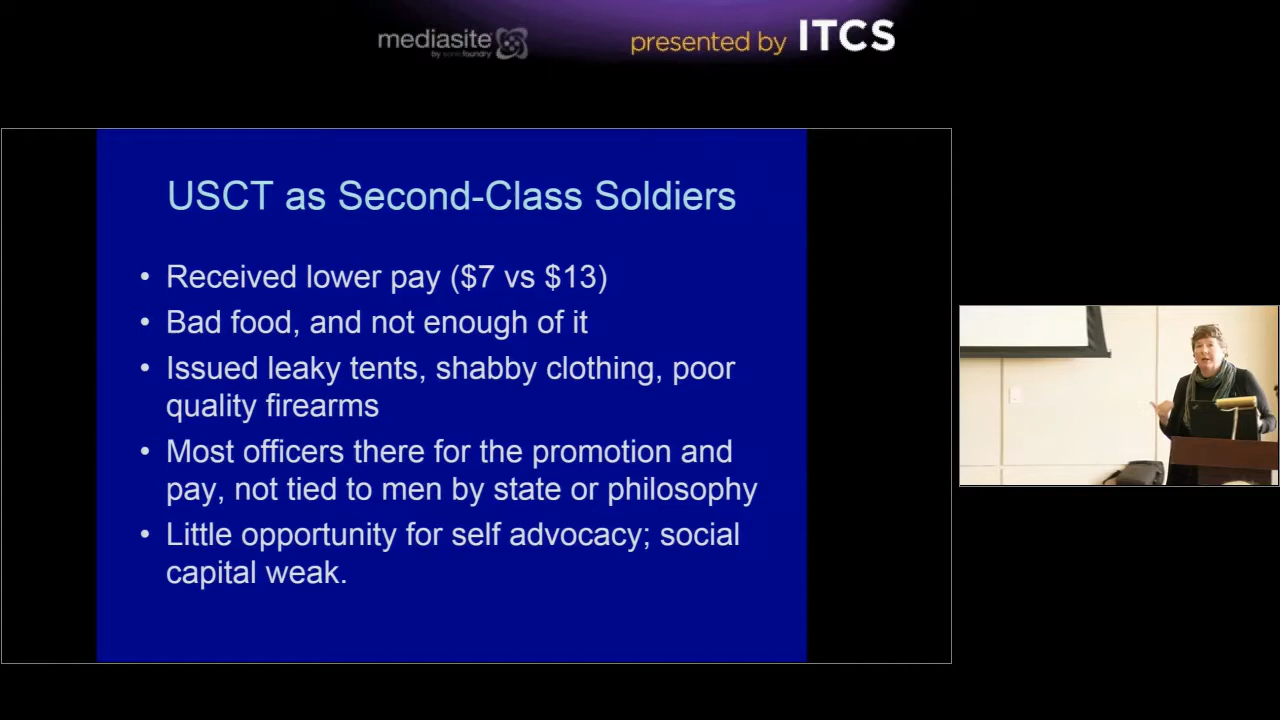 mediasite
by sonicfoundry
presented by ITCS
USCT as Second-Class Soldiers
• Received lower pay ($7 vs $13)
• Bad food, and not enough of it
• Issued leaky tents, shabby clothing, poor
quality firearms
• Most officers there for the promotion and
pay, not tied to men by state or philosophy
• Little opportunity for self advocacy; social
capital weak.